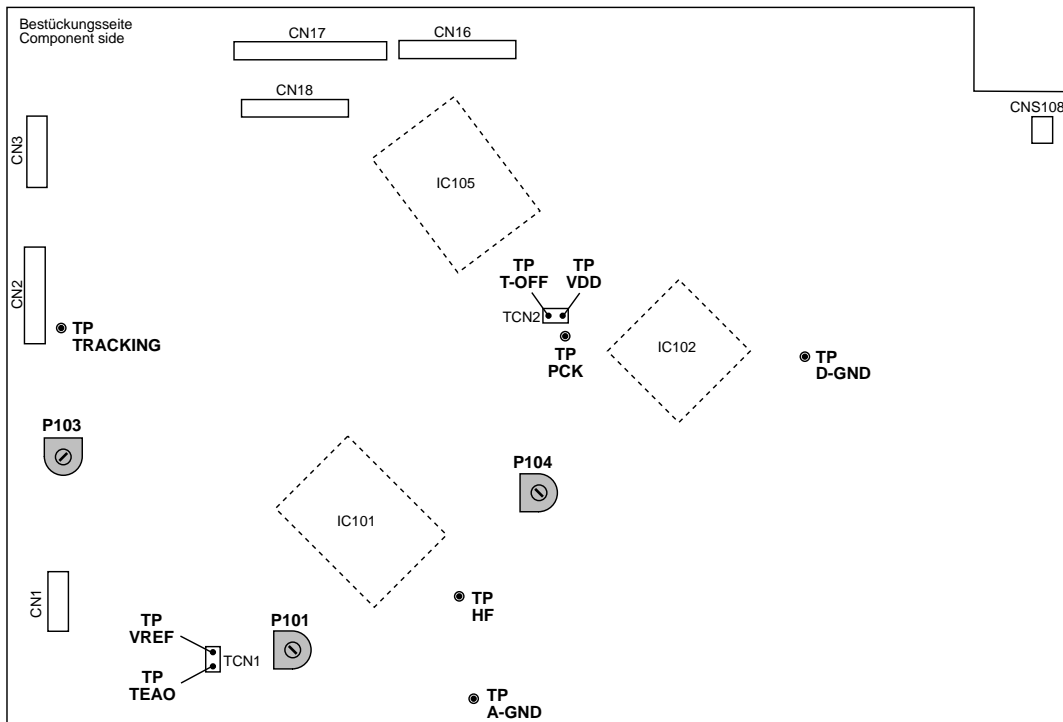 Bestückungsseite
Component side
CN17
CN16
CN18
CNS108
CN3
IC105
CN2
TP
T-OFF
TP
VDD
TCN2
TP
TRACKING
TP
PCK
IC102
TP
D-GND
P103
P104
IC101
CN1
TP
HF
TP
VREF
P101
TCN1
TP
TEAO
TP
A-GND